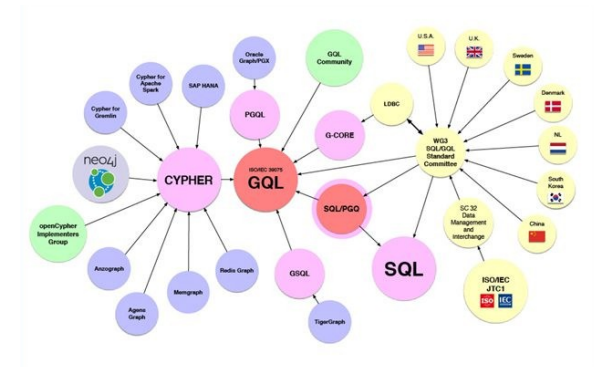 U.S.A.
U.K.
Sweden
Denmark
NL
South
Korea
China
Oracle
Graph/PGX
GQL
Community
Cypher for
Apache
Spark
SAP HANA
Cypher for
Gremlin
PGQL
G-CORE
LDBC
WG3
SQL/GQL
Standard
Committee
neo4j
CYPHER
ISO/IEC 39075
GQL
SQL/PGQ
SC 32
Data
Management
and
interchange
openCypher
Implementers
Group
Anzograph
Agens
Graph
Memgraph
Redis Graph
GSQL
SQL
TigerGraph
ISO/IEC
JTC1
ISO
IEC